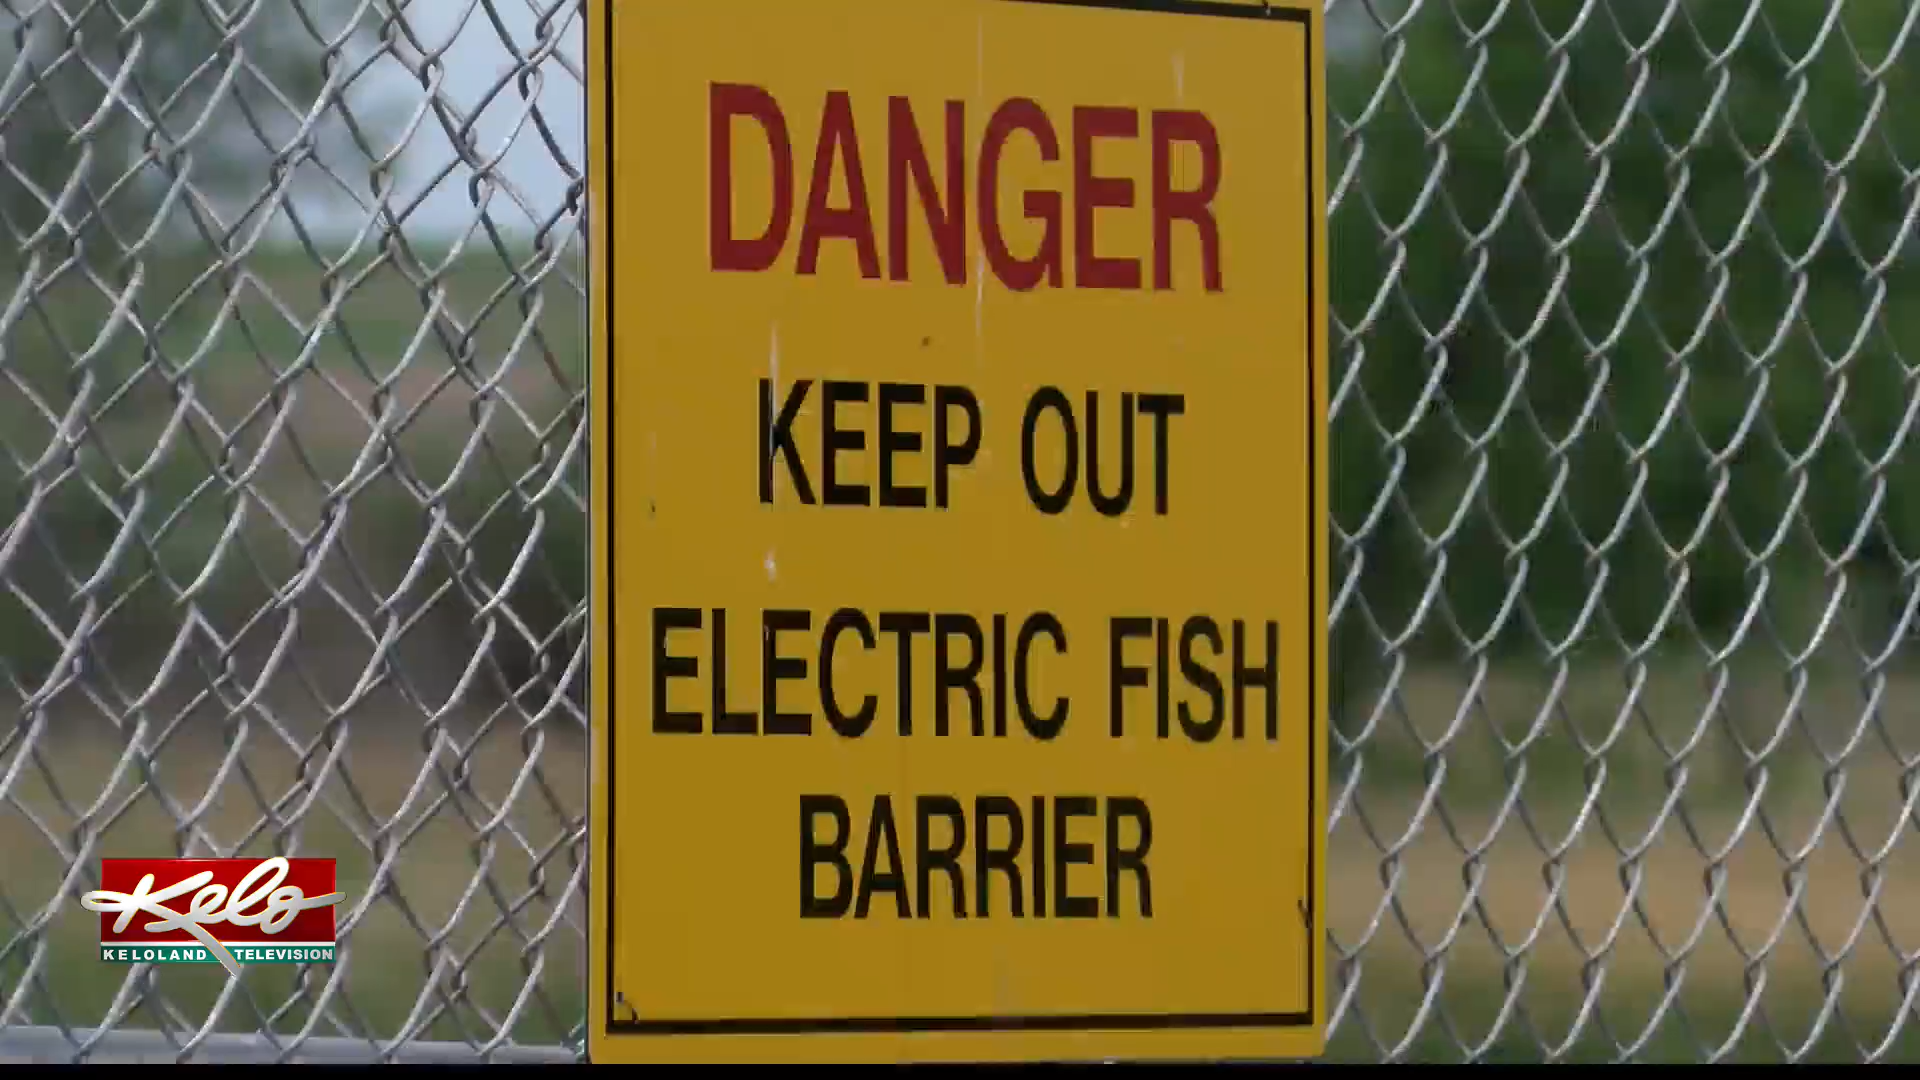 DANGER
KEEP OUT
ELECTRIC FISH
BARRIER
Kelo
KELOLAND TELEVISION